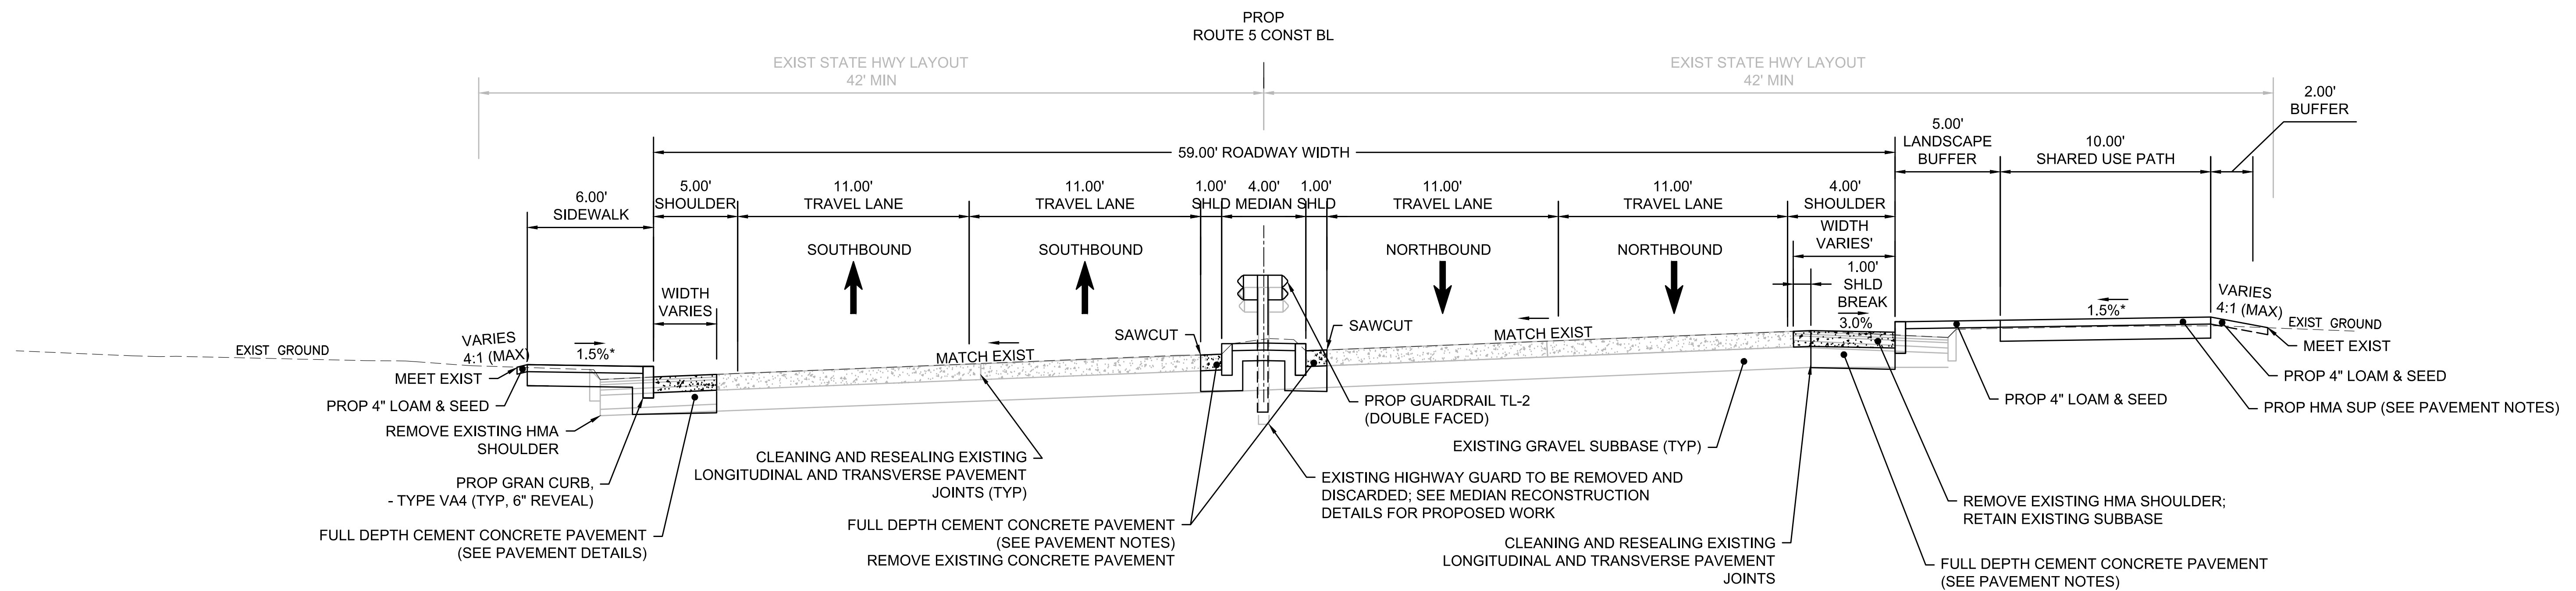 PROP
ROUTE 5 CONST BL
EXIST STATE HWY LAYOUT
42' MIN
EXIST STATE HWY LAYOUT
42' MIN
2.00'
BUFFER
59.00' ROADWAY WIDTH
5.00'
LANDSCAPE
BUFFER
10.00'
SHARED USE PATH
6.00'
SIDEWALK
5.00'
SHOULDER
11.00'
TRAVEL LANE
11.00'
TRAVEL LANE
1.00'
SHLD
4.00'
MEDIAN
1.00'
SHLD
11.00'
TRAVEL LANE
11.00'
TRAVEL LANE
4.00'
SHOULDER
WIDTH
VARIES'
SOUTHBOUND
SOUTHBOUND
NORTHBOUND
NORTHBOUND
WIDTH
VARIES
1.00'
SHLD
BREAK
3.0%
1.5%*
VARIES
4:1 (MAX)
EXIST GROUND
MEET EXIST
EXIST GROUND
VARIES
4:1 (MAX)
1.5%*
MATCH EXIST
SAWCUT
SAWCUT
MATCH EXIST
MEET EXIST
PROP 4" LOAM & SEED
REMOVE EXISTING HMA
SHOULDER
PROP GRAN CURB,
- TYPE VA4 (TYP, 6" REVEAL)
FULL DEPTH CEMENT CONCRETE PAVEMENT
(SEE PAVEMENT DETAILS)
CLEANING AND RESEALING EXISTING
LONGITUDINAL AND TRANSVERSE PAVEMENT
JOINTS (TYP)
FULL DEPTH CEMENT CONCRETE PAVEMENT
(SEE PAVEMENT NOTES)
REMOVE EXISTING CONCRETE PAVEMENT
PROP GUARDRAIL TL-2
(DOUBLE FACED)
EXISTING GRAVEL SUBBASE (TYP)
EXISTING HIGHWAY GUARD TO BE REMOVED AND
DISCARDED; SEE MEDIAN RECONSTRUCTION
DETAILS FOR PROPOSED WORK
CLEANING AND RESEALING EXISTING
LONGITUDINAL AND TRANSVERSE PAVEMENT
JOINTS
PROP 4" LOAM & SEED
PROP 4" LOAM & SEED
PROP HMA SUP (SEE PAVEMENT NOTES)
REMOVE EXISTING HMA SHOULDER;
RETAIN EXISTING SUBBASE
FULL DEPTH CEMENT CONCRETE PAVEMENT
(SEE PAVEMENT NOTES)